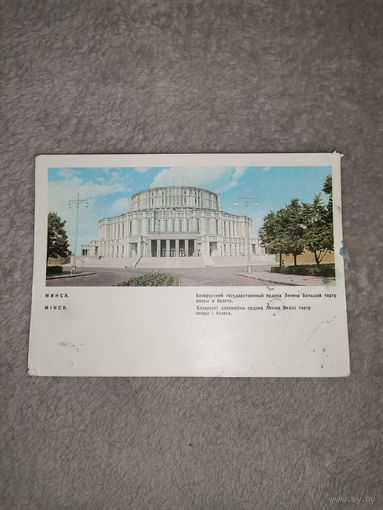 МИНСК.
Белорусский государственный ордена Ленина Большой театр
оперы и балета.
МІНСК.
Беларускі дзяржаўны ордэна Леніна Вялікі тэатр
оперы і балета.
www.ay.by